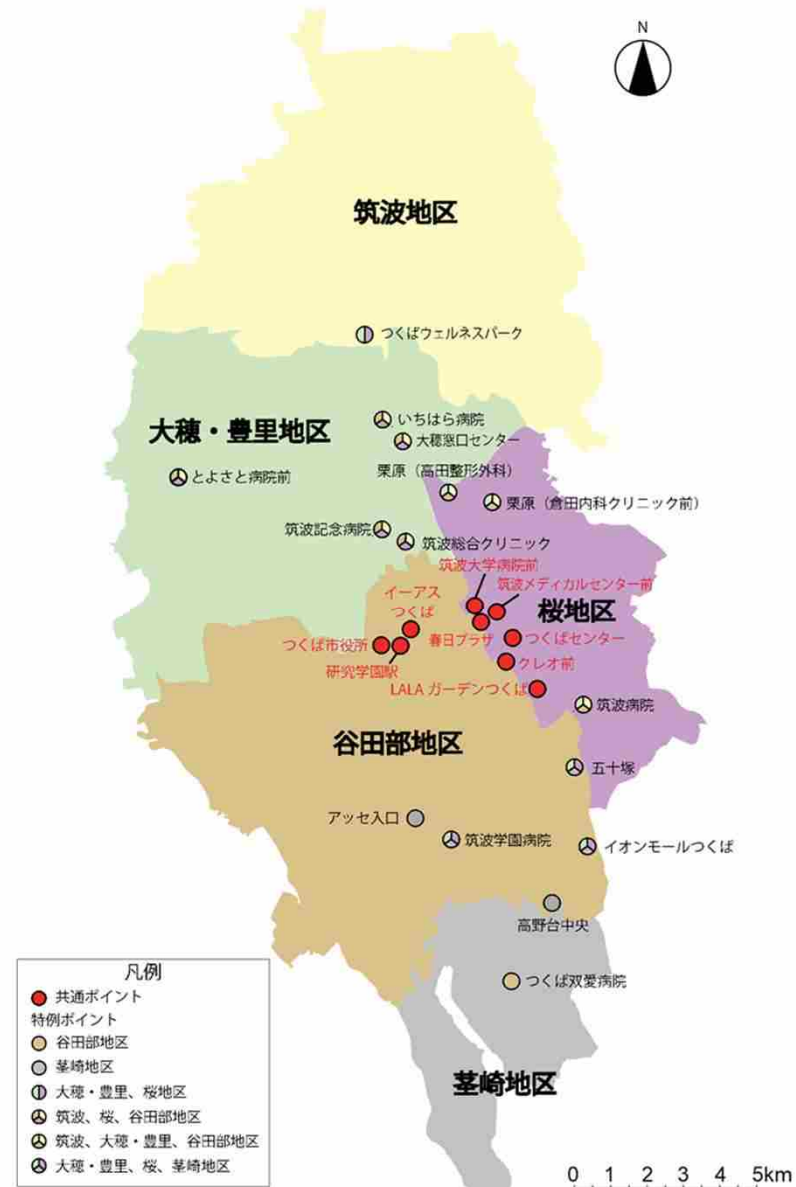 N
筑波地区
つくばウェルネスパーク
いちはら病院
大穂・豊里地区
大穂窓口センター
栗原（高田整形外科）
とよさと病院前
栗原（倉田内科クリニック前）
筑波記念病院
筑波総合クリニック
筑波大学病院前
筑波メディカルセンター前
イーアス
つくば
桜地区
春日プラザ
つくばセンター
つくば市役所
研究学園駅
クレオ前
LALA ガーデンつくば
筑波病院
谷田部地区
五十塚
アッセ入口
筑波学園病院
イオンモールつくば
高野台中央
つくば双愛病院
茎崎地区
凡例
共通ポイント
特例ポイント
谷田部地区
茎崎地区
大穂・豊里、桜地区
筑波、桜、谷田部地区
筑波、大穂・豊里、谷田部地区
大穂・豊里、桜、茎崎地区
0 1 2 3 4 5km